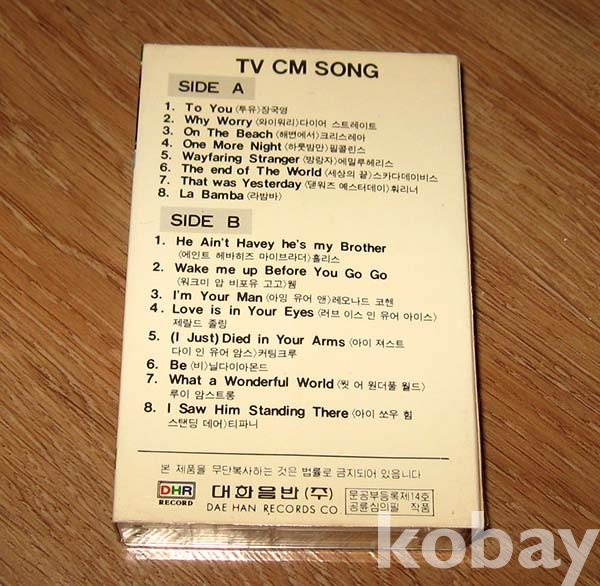 TV CM SONG
SIDE A
1. To You〈투유〉장국영
2. Why Worry〈와이워리〉다이어 스트레이트
3. On The Beach〈해변에서〉크리스레아
4. One More Night〈하룻밤만〉필콜린스
5. Wayfaring Stranger〈방랑자〉에밀루헤리스
6. The end of The World〈세상의 끝〉스카다데이비스
7. That was Yesterday〈댇워즈 예스터데이〉훠리너
8. La Bamba〈라밤바〉
SIDE B
1. He Ain't Havey he's my Brother
〈에인트 헤바히즈 마이브라더〉홀리스
2. Wake me up Before You Go Go
〈워크미 압 비포유 고고〉웸
3. I'm Your Man〈아잉 유어 앤〉레오나드 코헨
4. Love is in Your Eyes〈러브 이스 인 유어 아이스〉
제랄드 졸링
5. (I Just) Died in Your Arms〈아이 져스트
다이 인 유어 암스〉커팅크루
6. Be〈비〉닐다이아몬드
7. What a Wonderful World〈웟 어 원더풀 월드〉
루이 암스트롱
8. I Saw Him Standing There〈아이 쏘우 힘
스탠딩 데어〉티파니
본 제품을 무단복사하는 것은 법률로 금지되어 있읍니다
DHR
RECORD
대화음반(주)
DAE HAN RECORDS CO
문공부등록제14호
공륜심의필 작품
kobay